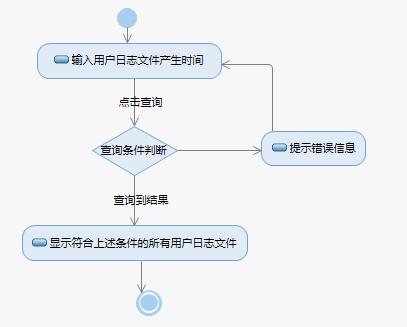 输入用户日志文件产生时间
点击查询
查询条件判断
提示错误信息
查询到结果
显示符合上述条件的所有用户日志文件